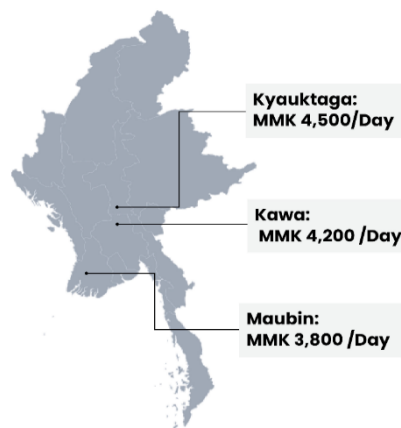 Kyauktaga:
MMK 4,500/Day
Kawa:
MMK 4,200 /Day
Maubin:
MMK 3,800 /Day